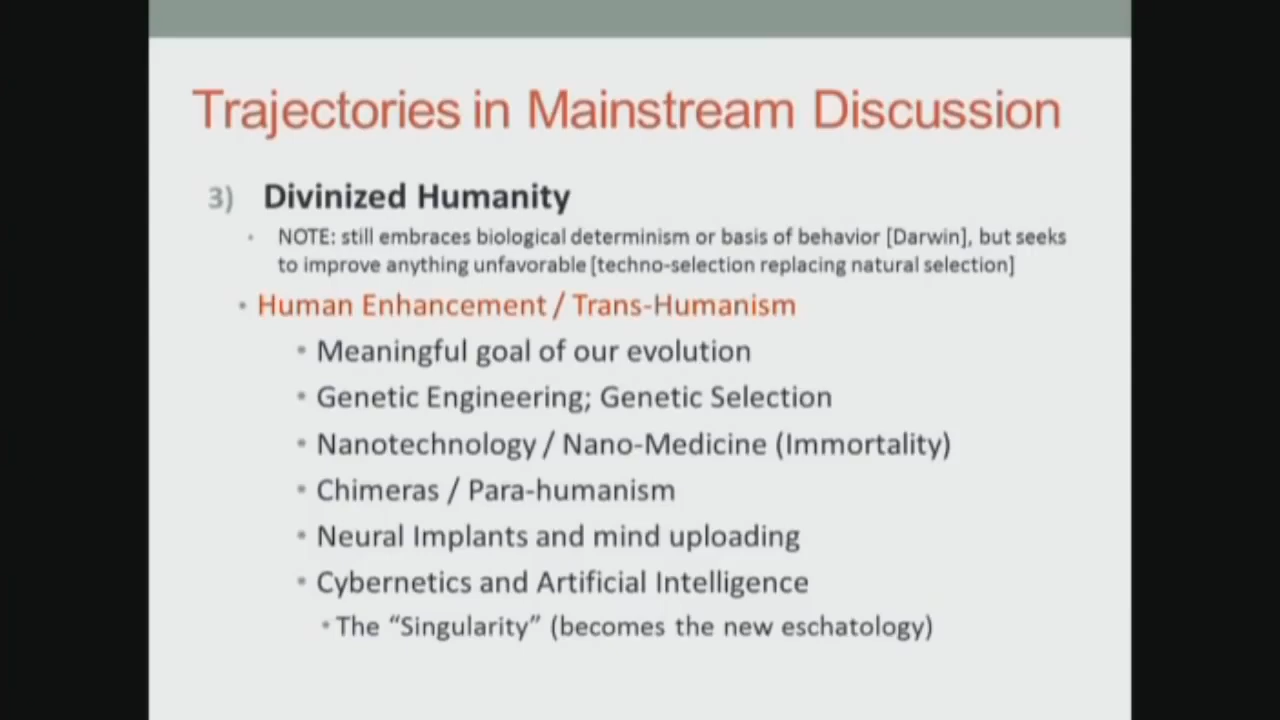 Trajectories in Mainstream Discussion
3) Divinized Humanity
• NOTE: still embraces biological determinism or basis of behavior [Darwin], but seeks
to improve anything unfavorable [techno-selection replacing natural selection]
• Human Enhancement / Trans-Humanism
• Meaningful goal of our evolution
• Genetic Engineering; Genetic Selection
• Nanotechnology / Nano-Medicine (Immortality)
• Chimeras / Para-humanism
• Neural Implants and mind uploading
• Cybernetics and Artificial Intelligence
• The “Singularity” (becomes the new eschatology)